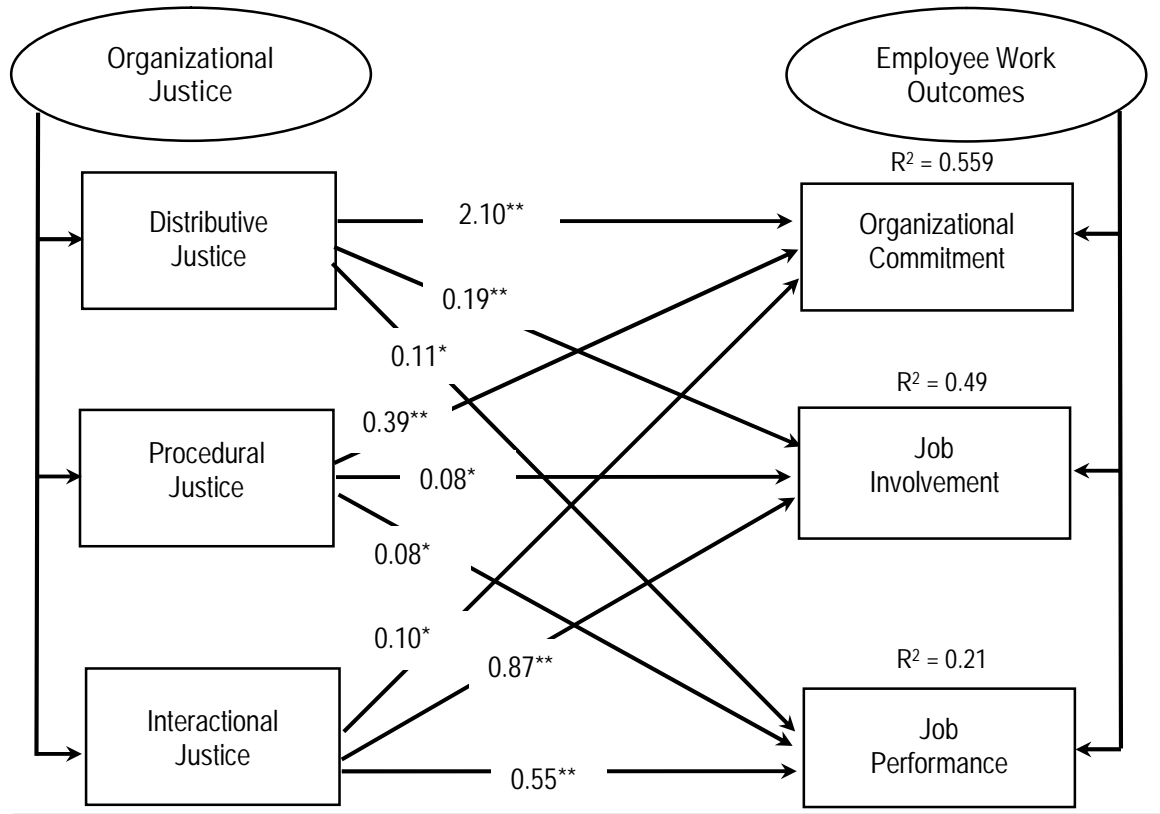 Organizational
Justice
Employee Work
Outcomes
R² = 0.559
Distributive
Justice
2.10**
Organizational
Commitment
0.19**
0.11*
R² = 0.49
0.39**
Procedural
Justice
0.08*
Job
Involvement
0.08*
0.10*
0.87**
R² = 0.21
Interactional
Justice
0.55**
Job
Performance